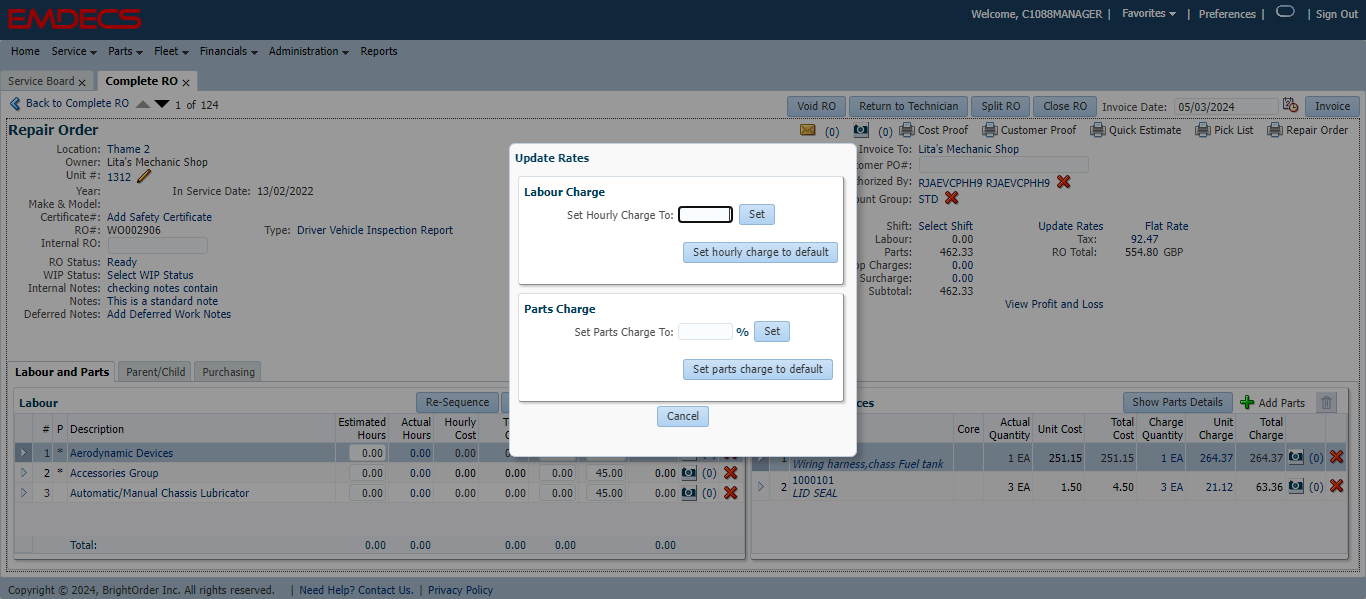 EMDECS
Welcome, C1088MANAGER | Favorites | Preferences | | Sign Out
Home Service Parts Fleet Financials Administration Reports
Service Board x Complete RO x
Back to Complete RO 1 of 124 Void RO Return to Technician Split RO Close RO Invoice Date: 05/03/2024 Invoice
Repair Order (0) (0) Cost Proof Customer Proof Quick Estimate Pick List Repair Order
Location: Thame 2
Owner: Lita's Mechanic Shop
Unit #: 1312
Year: In Service Date: 13/02/2022
Make & Model:
Certificate#: Add Safety Certificate
RO#: WO002906 Type: Driver Vehicle Inspection Report
Internal RO:
RO Status: Ready
WIP Status: Select WIP Status
Internal Notes: checking notes contain
Notes: This is a standard note
Deferred Notes: Add Deferred Work Notes
Invoice To: Lita's Mechanic Shop
omer PO#:
horized By: RJAEVCPHH9 RJAEVCPHH9
ount Group: STD
Shift: Select Shift Update Rates Flat Rate
Labour: 0.00 Tax: 92.47
Parts: 462.33 RO Total: 554.80 GBP
op Charges: 0.00
Surcharge: 0.00
Subtotal: 462.33
View Profit and Loss
Update Rates
Labour Charge
Set Hourly Charge To: Set
Set hourly charge to default
Parts Charge
Set Parts Charge To: % Set
Set parts charge to default
Cancel
Labour and Parts Parent/Child Purchasing
Labour Re-Sequence
# P Description Estimated Hours Actual Hours Hourly Cost
1 * Aerodynamic Devices 0.00 0.00 0.00 0.00
2 * Accessories Group 0.00 0.00 0.00 0.00 0.00 45.00 0.00 (0)
3 Automatic/Manual Chassis Lubricator 0.00 0.00 0.00 0.00 0.00 45.00 0.00 (0)
Total: 0.00 0.00 0.00 0.00 0.00
ces Show Parts Details Add Parts
Core Actual Quantity Unit Cost Total Cost Charge Quantity Unit Charge Total Charge
1 Wiring harness,chass Fuel tank 1 EA 251.15 251.15 1 EA 264.37 264.37 (0)
2 1000101
LID SEAL 3 EA 1.50 4.50 3 EA 21.12 63.36 (0)
Copyright © 2024, BrightOrder Inc. All rights reserved. | Need Help? Contact Us. | Privacy Policy